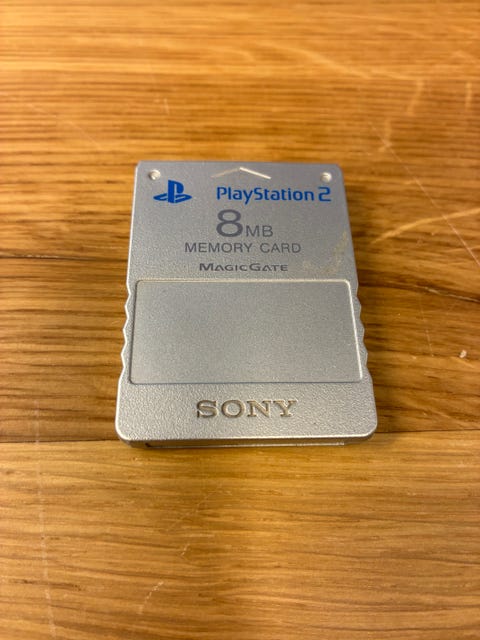 PlayStation 2
8MB
MEMORY CARD
MAGICGATE
SONY